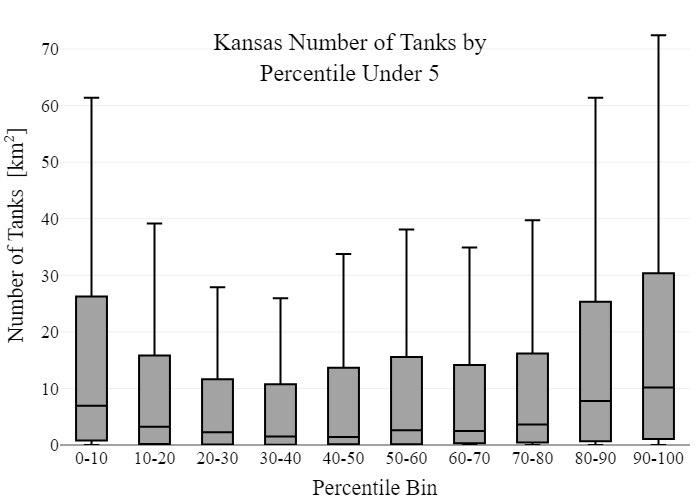 Kansas Number of Tanks by
Percentile Under 5
Number of Tanks [km²]
70
60
50
40
30
20
10
0
0-10 10-20 20-30 30-40 40-50 50-60 60-70 70-80 80-90 90-100
Percentile Bin